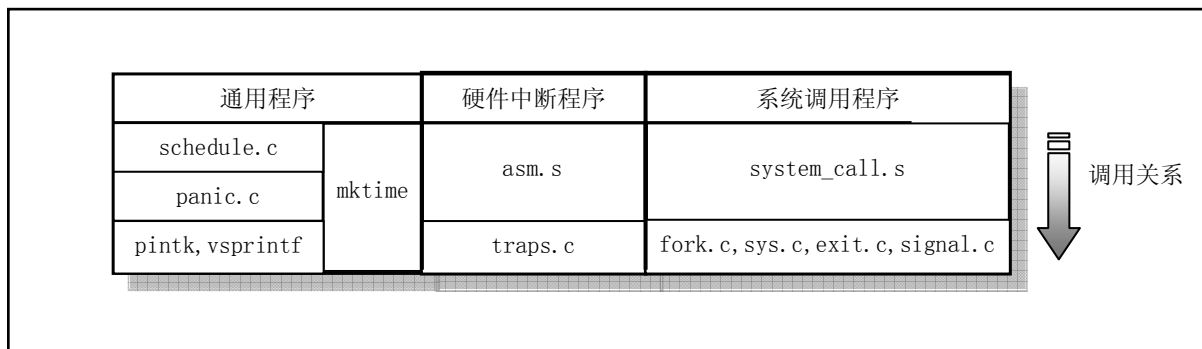 通用程序
硬件中断程序
系统调用程序
schedule.c
panic.c
mktime
pintk,vsprintf
asm.s
traps.c
system_call.s
fork.c,sys.c,exit.c,signal.c
调用关系